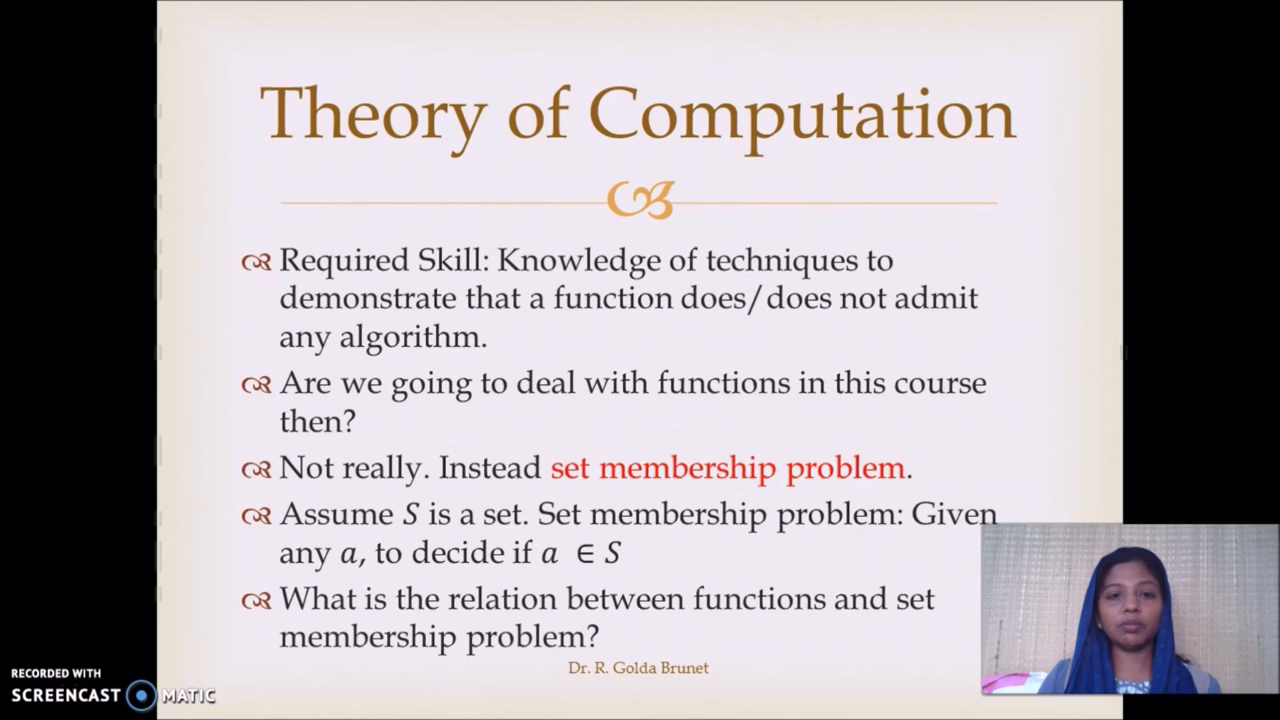 Theory of Computation
Required Skill: Knowledge of techniques to
demonstrate that a function does/does not admit
any algorithm.
Are we going to deal with functions in this course
then?
Not really. Instead set membership problem.
Assume S is a set. Set membership problem: Given
any a, to decide if a ∈ S
What is the relation between functions and set
membership problem?
Dr. R. Golda Brunet
RECORDED WITH
SCREENCAST MATIC